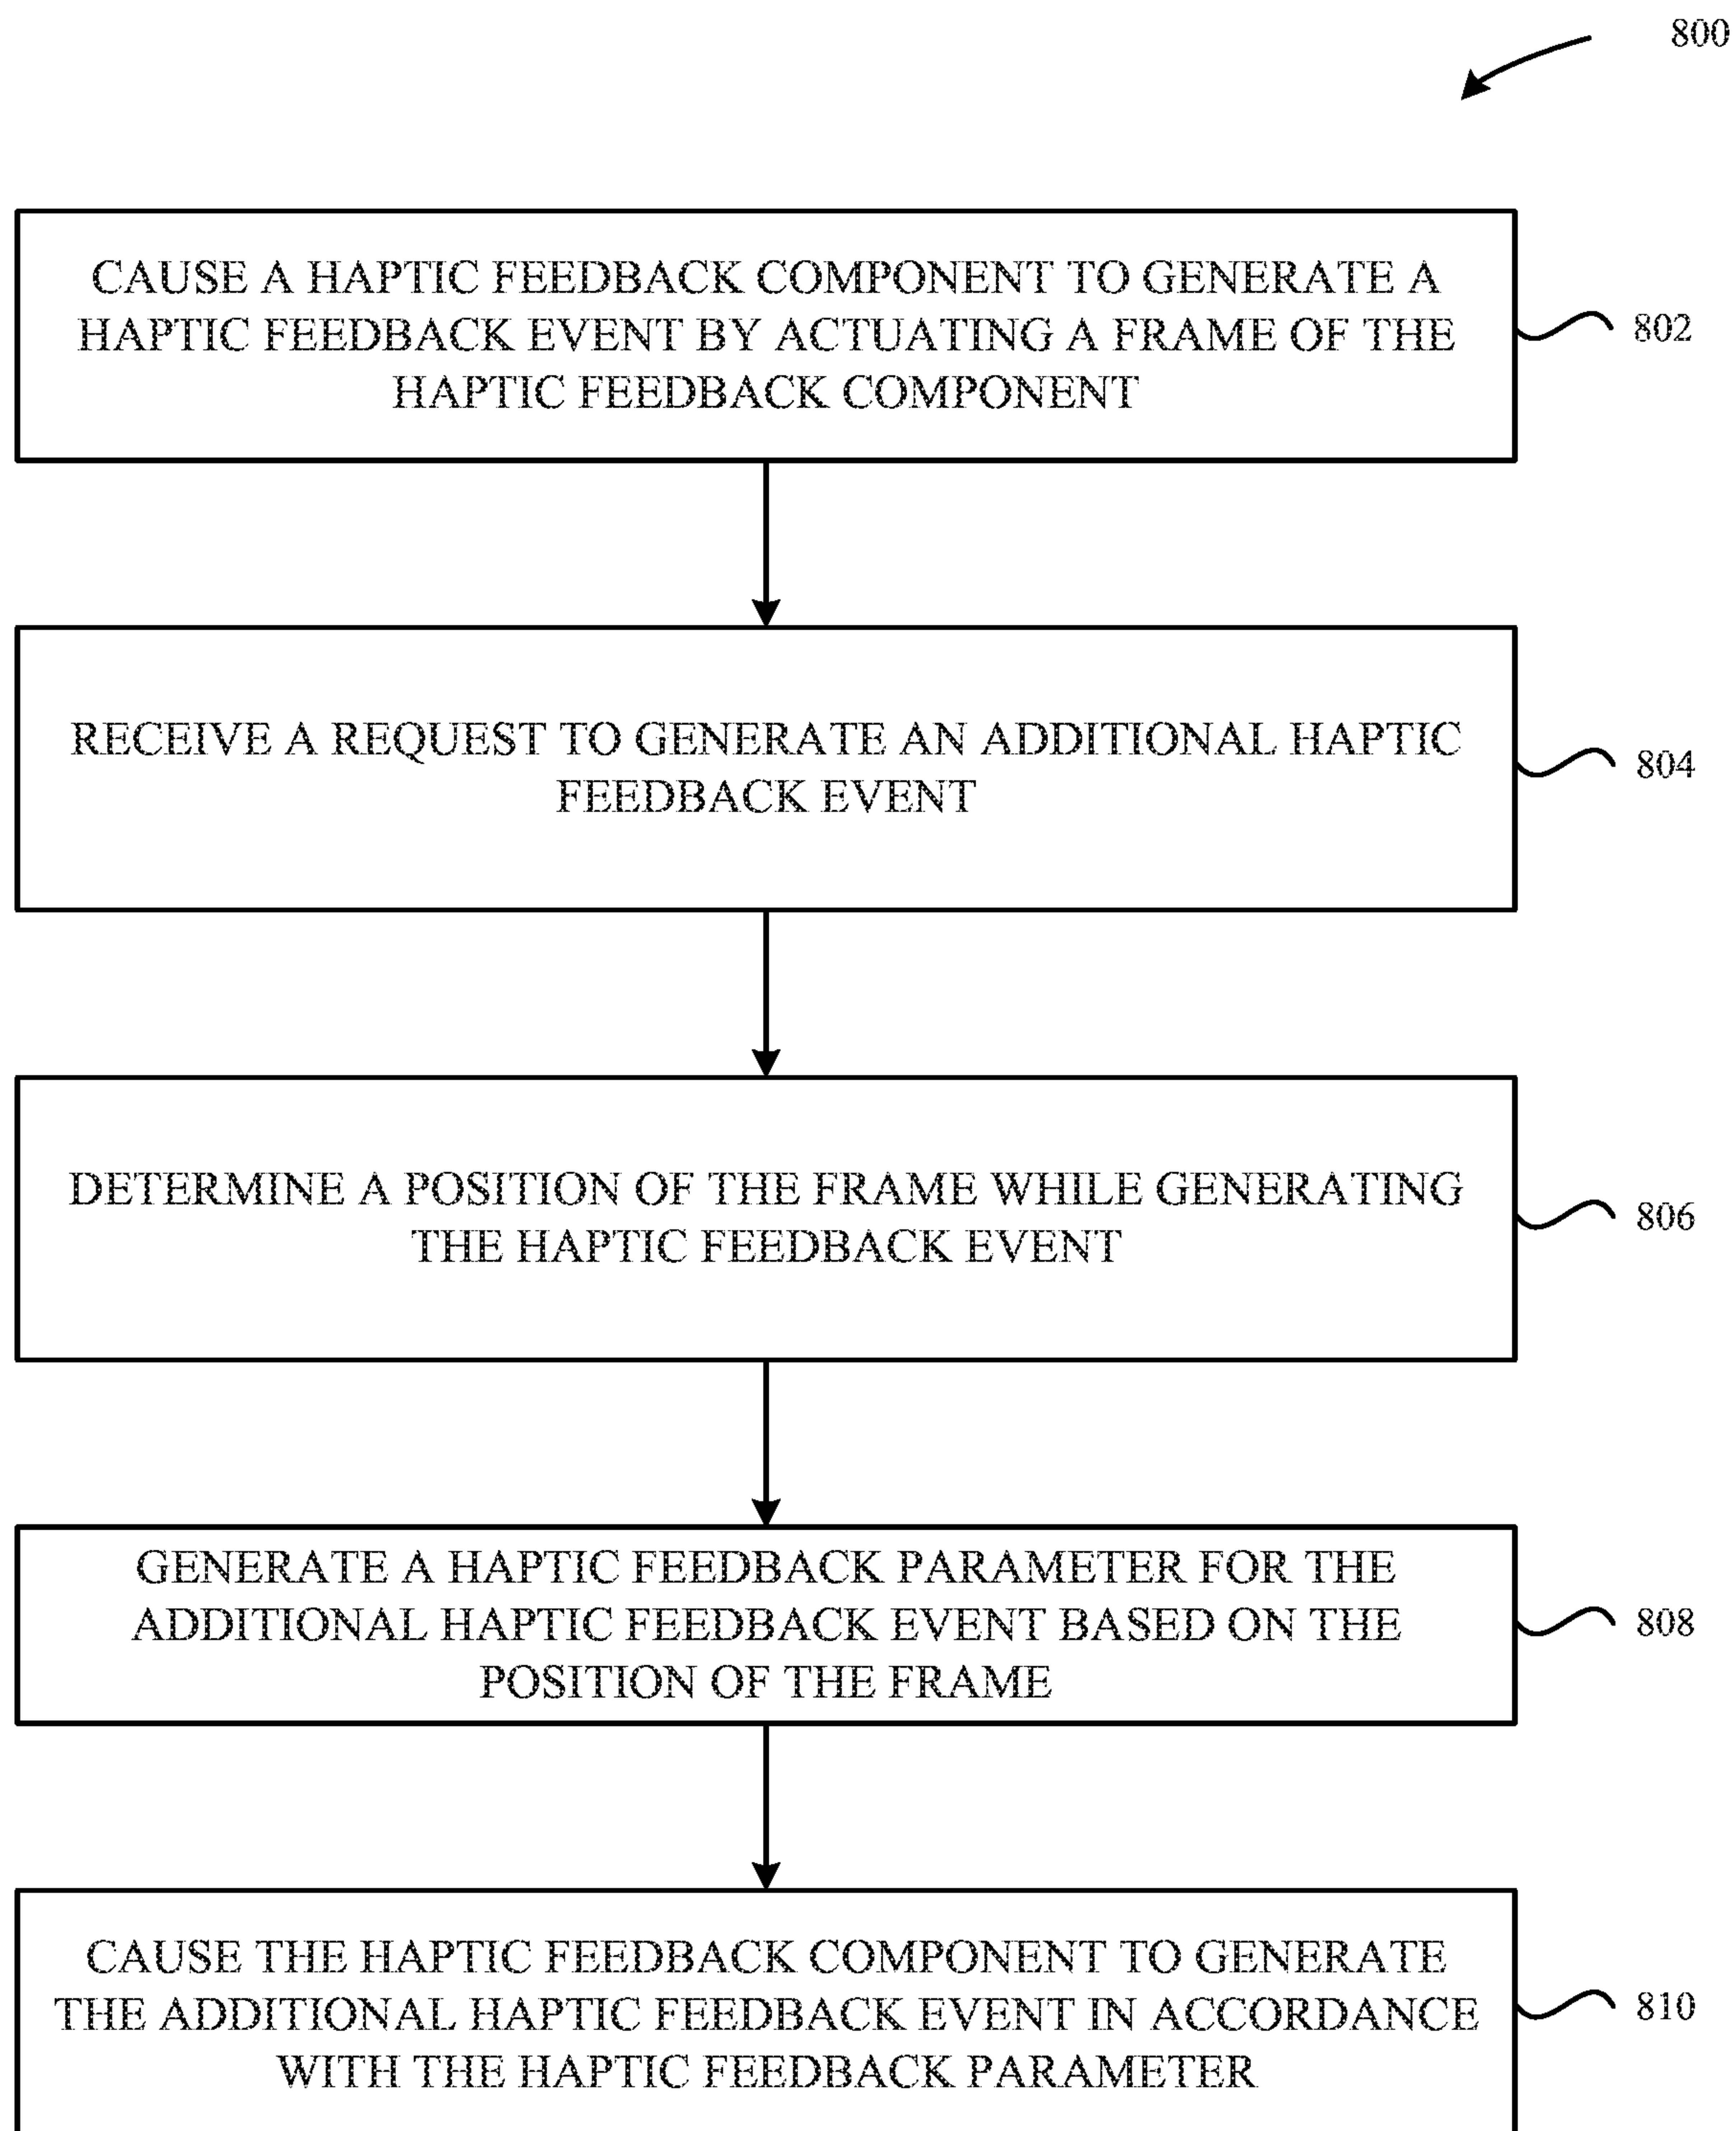 800
CAUSE A HAPTIC FEEDBACK COMPONENT TO GENERATE A
HAPTIC FEEDBACK EVENT BY ACTUATING A FRAME OF THE
HAPTIC FEEDBACK COMPONENT
802
RECEIVE A REQUEST TO GENERATE AN ADDITIONAL HAPTIC
FEEDBACK EVENT
804
DETERMINE A POSITION OF THE FRAME WHILE GENERATING
THE HAPTIC FEEDBACK EVENT
806
GENERATE A HAPTIC FEEDBACK PARAMETER FOR THE
ADDITIONAL HAPTIC FEEDBACK EVENT BASED ON THE
POSITION OF THE FRAME
808
CAUSE THE HAPTIC FEEDBACK COMPONENT TO GENERATE
THE ADDITIONAL HAPTIC FEEDBACK EVENT IN ACCORDANCE
WITH THE HAPTIC FEEDBACK PARAMETER
810